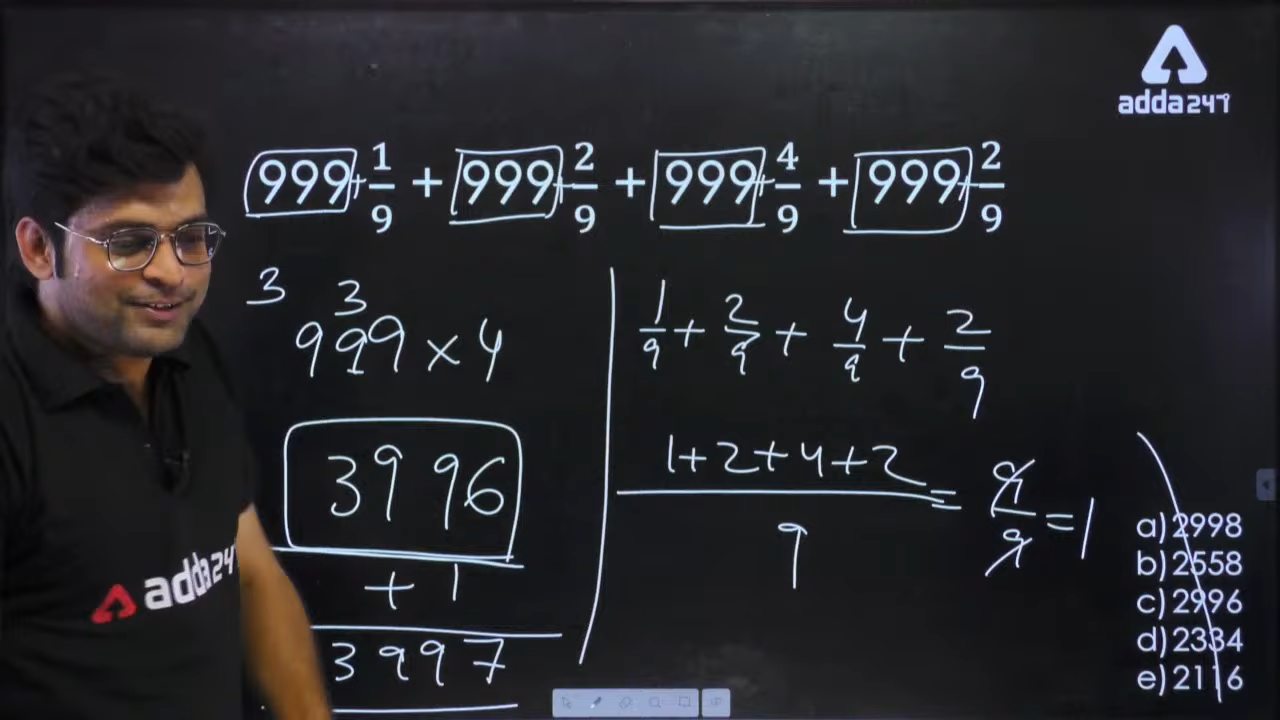 adda247
999+1/9 + 999+2/9 + 999+4/9 + 999+2/9
3 3
999 × 4
3996
+ 1
3997
1/9 + 2/9 + 4/9 + 2/9
1+2+4+2/9 = 9/9 = 1
a) 2998
b) 2558
c) 2996
d) 2334
e) 2116
adda24